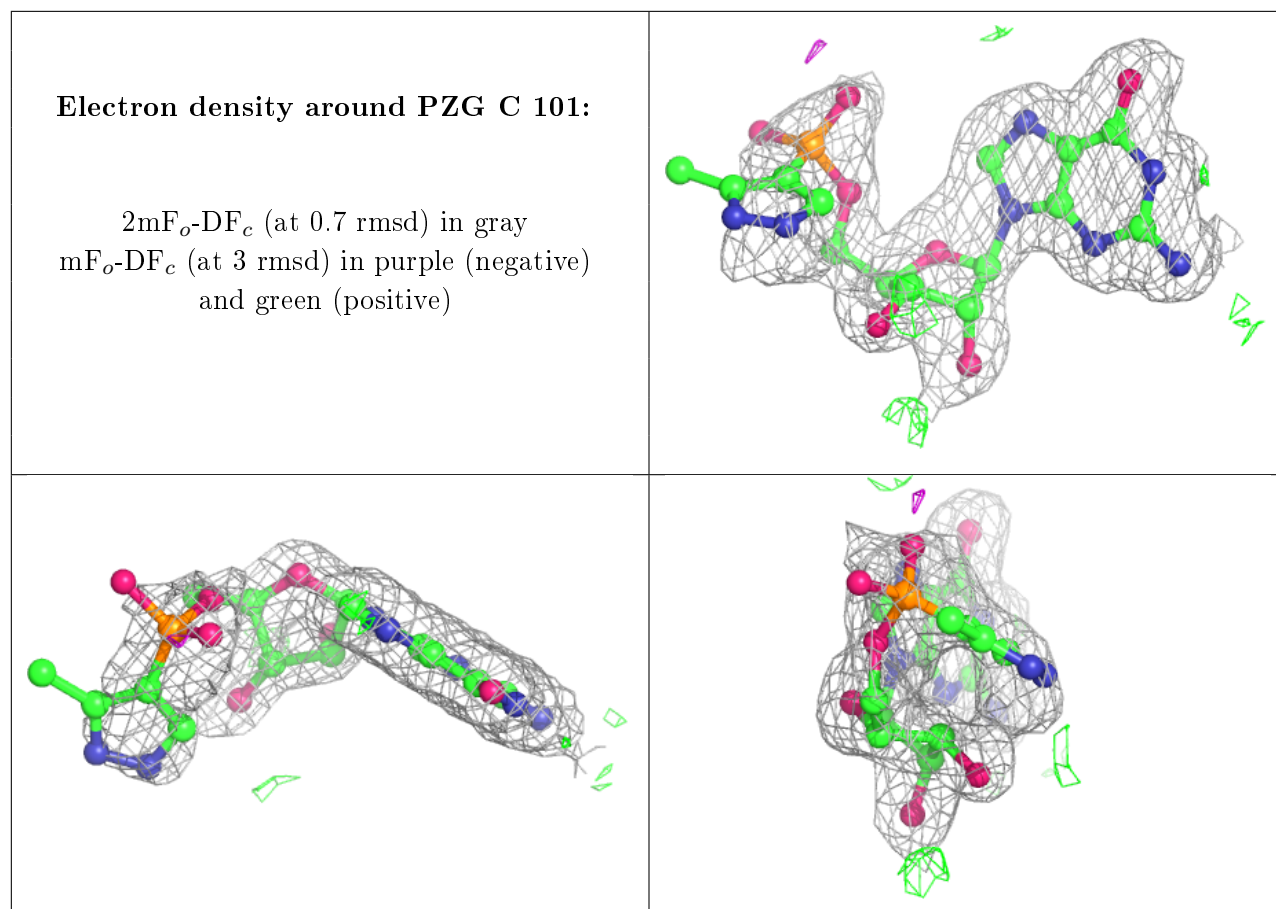 Electron density around PZG C 101:
2mFo-DFc (at 0.7 rmsd) in gray
mFo-DFc (at 3 rmsd) in purple (negative)
and green (positive)